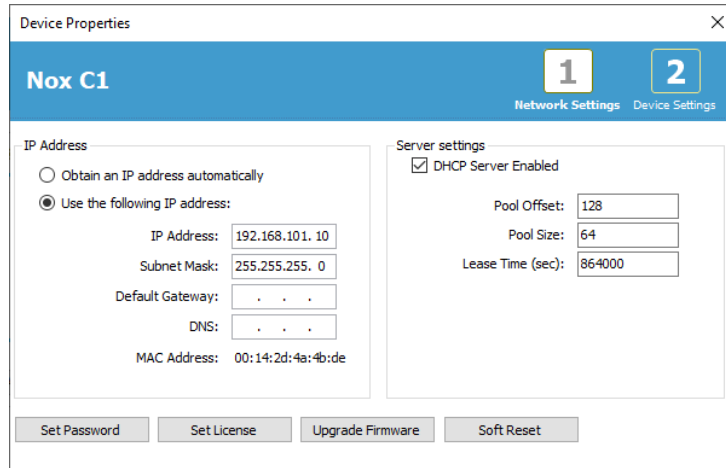 Device Properties
Nox C1
1 2
Network Settings Device Settings
IP Address
Obtain an IP address automatically
Use the following IP address:
IP Address: 192.168.101. 10
Subnet Mask: 255.255.255. 0
Default Gateway: . . .
DNS: . . .
MAC Address: 00:14:2d:4a:4b:de
Server settings
DHCP Server Enabled
Pool Offset: 128
Pool Size: 64
Lease Time (sec): 864000
Set Password Set License Upgrade Firmware Soft Reset